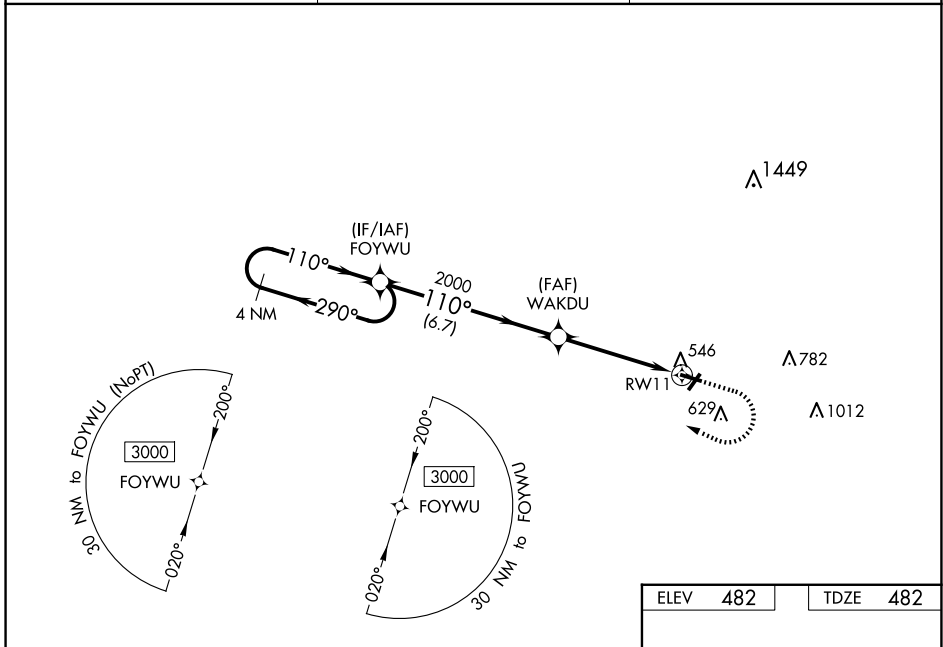 1449
(IF/IAF)
FOYWU
110°
2000
110°
(6.7)
(FAF)
WAKDU
4 NM
290°
546
782
RW11
629
1012
30 NM to FOYWU (NoPT)
200°
3000
FOYWU
020°
200°
3000
FOYWU
020°
30 NM to FOYWU
ELEV 482
TDZE 482